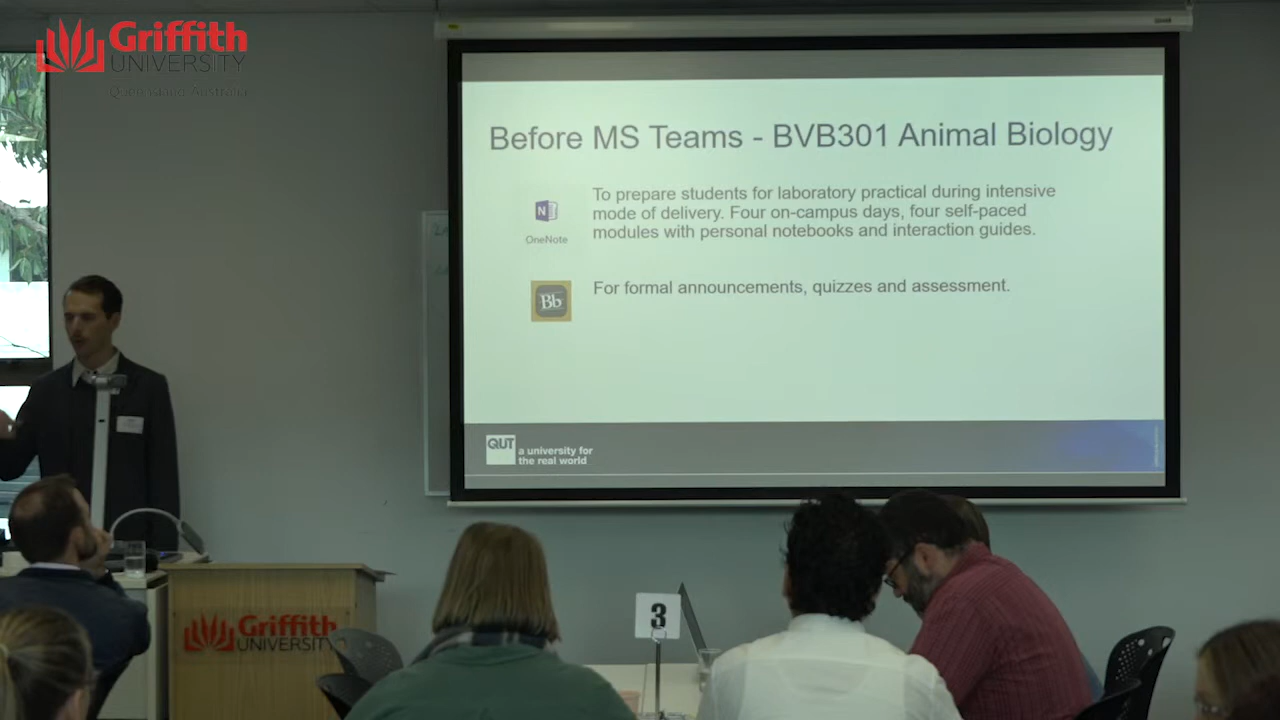 Griffith
UNIVERSITY
Queensland, Australia
Before MS Teams - BVB301 Animal Biology
N
OneNote
To prepare students for laboratory practical during intensive
mode of delivery. Four on-campus days, four self-paced
modules with personal notebooks and interaction guides.
Bb
For formal announcements, quizzes and assessment.
QUT
a university for
the real world
3
Griffith
UNIVERSITY